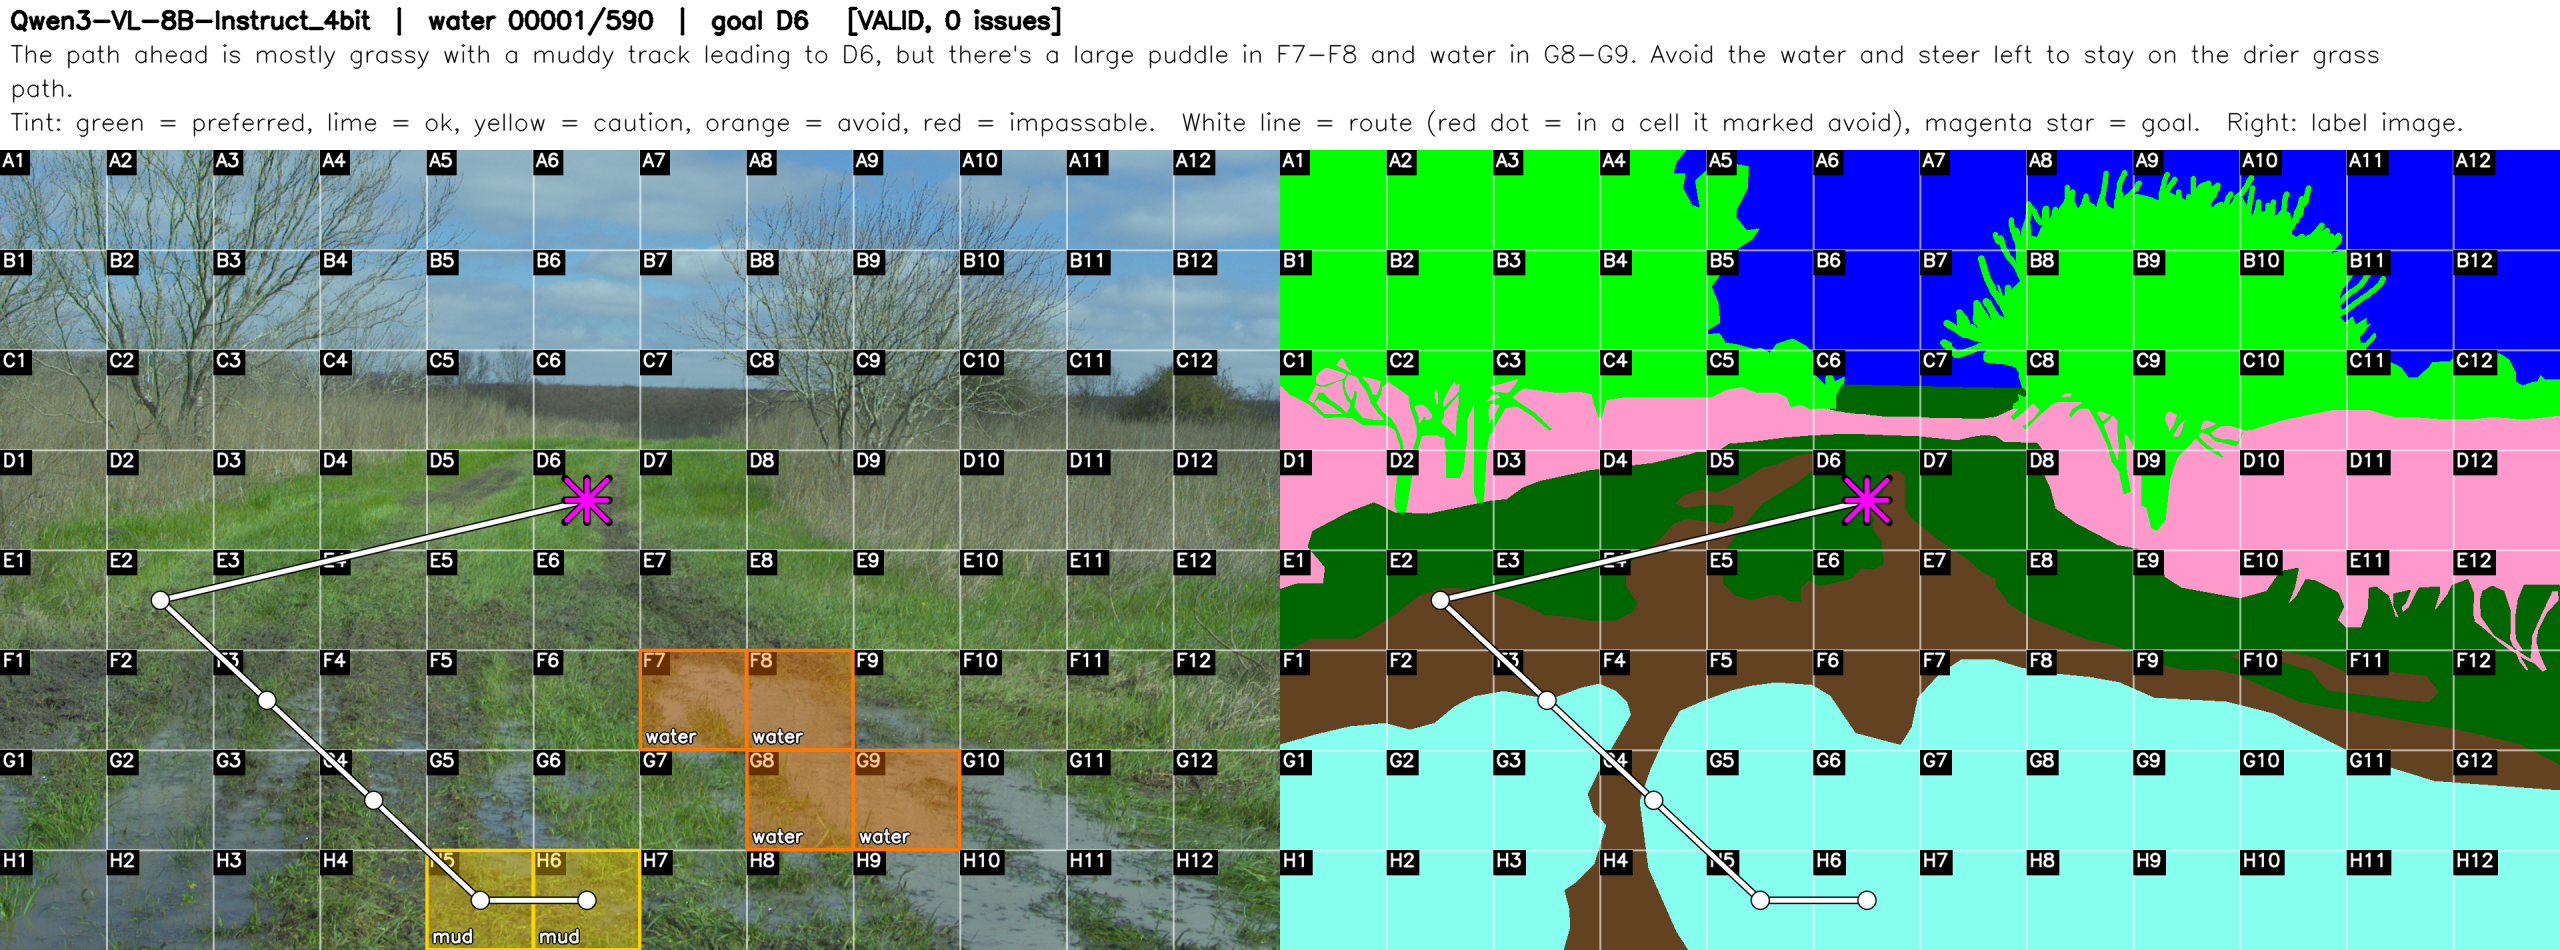 Qwen3-VL-8B-Instruct_4bit | water 00001/590 | goal D6 [VALID, 0 issues]
The path ahead is mostly grassy with a muddy track leading to D6, but there's a large puddle in F7-F8 and water in G8-G9. Avoid the water and steer left to stay on the drier grass
path.
Tint: green = preferred, lime = ok, yellow = caution, orange = avoid, red = impassable. White line = route (red dot = in a cell it marked avoid), magenta star = goal. Right: label image.
A1 A2 A3 A4 A5 A6 A7 A8 A9 A10 A11 A12 A1 A2 A3 A4 A5 A6 A7 A8 A9 A10 A11 A12
B1 B2 B3 B4 B5 B6 B7 B8 B9 B10 B11 B12 B1 B2 B3 B4 B5 B6 B7 B8 B9 B10 B11 B12
C1 C2 C3 C4 C5 C6 C7 C8 C9 C10 C11 C12 C1 C2 C3 C4 C5 C6 C7 C8 C9 C10 C11 C12
D1 D2 D3 D4 D5 D6 D7 D8 D9 D10 D11 D12 D1 D2 D3 D4 D5 D6 D7 D8 D9 D10 D11 D12
E1 E2 E3 E4 E5 E6 E7 E8 E9 E10 E11 E12 E1 E2 E3 E4 E5 E6 E7 E8 E9 E10 E11 E12
F1 F2 F3 F4 F5 F6 F7 F8 F9 F10 F11 F12 F1 F2 F3 F4 F5 F6 F7 F8 F9 F10 F11 F12
water water
G1 G2 G3 G4 G5 G6 G7 G8 G9 G10 G11 G12 G1 G2 G3 G4 G5 G6 G7 G8 G9 G10 G11 G12
water water
H1 H2 H3 H4 H5 H6 H7 H8 H9 H10 H11 H12 H1 H2 H3 H4 H5 H6 H7 H8 H9 H10 H11 H12
mud mud